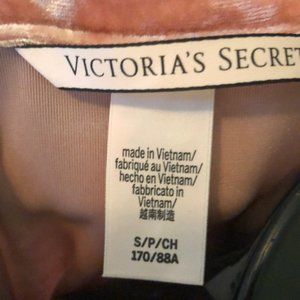 VICTORIA'S SECRET
made in Vietnam/
fabriqué au Vietnam/
hecho en Vietnam/
fabbricato in
Vietnam/
越南制造
S/P/CH
170/88A